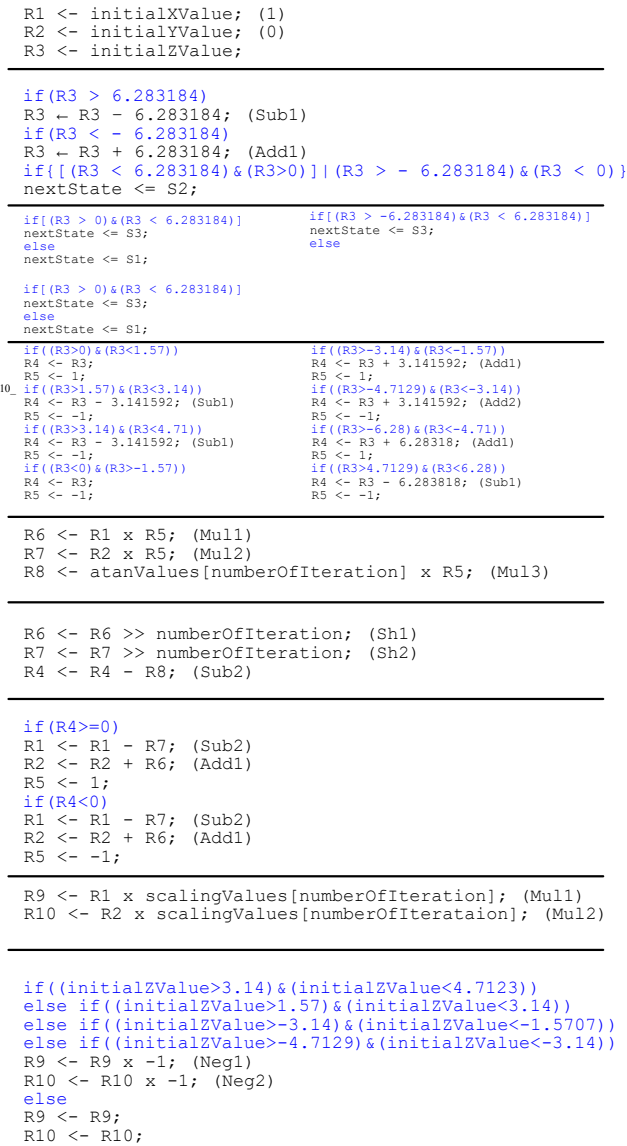 R1 <- initialXValue; (1)
R2 <- initialYValue; (0)
R3 <- initialZValue;
if(R3 > 6.283184)
R3 ← R3 - 6.283184; (Sub1)
if(R3 < - 6.283184)
R3 ← R3 + 6.283184; (Add1)
if{[(R3 < 6.283184)&(R3>0)]|(R3 > - 6.283184)&(R3 < 0)}
nextState <= S2;
if[(R3 > 0)&(R3 < 6.283184)]
nextState <= S3;
else
nextState <= S1;
if[(R3 > 0)&(R3 < 6.283184)]
nextState <= S3;
else
nextState <= S1;
if[(R3 > -6.283184)&(R3 < 6.283184)]
nextState <= S3;
else
if((R3>0)&(R3<1.57))
R4 <- R3;
R5 <- 1;
10_ if((R3>1.57)&(R3<3.14))
R4 <- R3 - 3.141592; (Sub1)
R5 <- -1;
if((R3>3.14)&(R3<4.71))
R4 <- R3 - 3.141592; (Sub1)
R5 <- -1;
if((R3<0)&(R3>-1.57))
R4 <- R3;
R5 <- -1;
if((R3>-3.14)&(R3<-1.57))
R4 <- R3 + 3.141592; (Add1)
R5 <- 1;
if((R3>-4.7129)&(R3<-3.14))
R4 <- R3 + 3.141592; (Add2)
R5 <- -1;
if((R3>-6.28)&(R3<-4.71))
R4 <- R3 + 6.28318; (Add1)
R5 <- 1;
if((R3>4.7129)&(R3<6.28))
R4 <- R3 - 6.283818; (Sub1)
R5 <- -1;
R6 <- R1 x R5; (Mul1)
R7 <- R2 x R5; (Mul2)
R8 <- atanValues[numberOfIteration] x R5; (Mul3)
R6 <- R6 >> numberOfIteration; (Sh1)
R7 <- R7 >> numberOfIteration; (Sh2)
R4 <- R4 - R8; (Sub2)
if(R4>=0)
R1 <- R1 - R7; (Sub2)
R2 <- R2 + R6; (Add1)
R5 <- 1;
if(R4<0)
R1 <- R1 - R7; (Sub2)
R2 <- R2 + R6; (Add1)
R5 <- -1;
R9 <- R1 x scalingValues[numberOfIteration]; (Mul1)
R10 <- R2 x scalingValues[numberOfIterataion]; (Mul2)
if((initialZValue>3.14)&(initialZValue<4.7123))
else if((initialZValue>1.57)&(initialZValue<3.14))
else if((initialZValue>-3.14)&(initialZValue<-1.5707))
else if((initialZValue>-4.7129)&(initialZValue<-3.14))
R9 <- R9 x -1; (Neg1)
R10 <- R10 x -1; (Neg2)
else
R9 <- R9;
R10 <- R10;